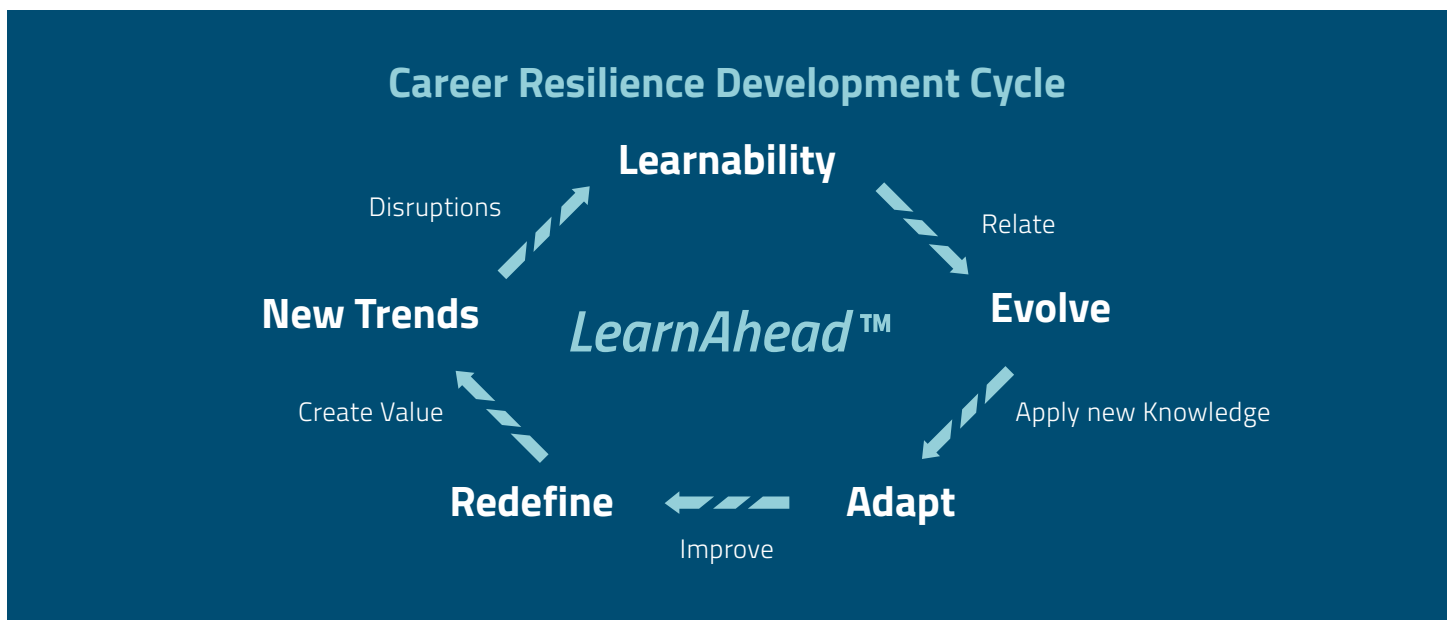 Career Resilience Development Cycle
Learnability
Disruptions
Relate
New Trends
LearnAhead™
Evolve
Create Value
Apply new Knowledge
Redefine
Adapt
Improve